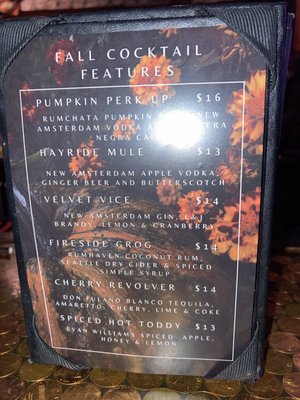 FALL COCKTAIL
FEATURES
PUMPKIN PERK UP $16
RUMCHATA PUMPKIN NEW
AMSTERDAM VODKA ERA
NEGRA
HAYRIDE MULE $13
NEW AMSTERDAM APPLE VODKA,
GINGER BEER AND BUTTERSCOTCH
VELVET VICE $14
NEW AMSTERDAM GIN, E&J
BRANDY, LEMON & CRANBERRY
FIRESIDE GROG $14
RUMHAVEN COCONUT RUM,
SEATTLE DRY CIDER & SPICED
SIMPLE SYRUP
CHERRY REVOLVER $14
DON FULANO BLANCO TEQUILA,
AMARETTO, CHERRY, LIME & COKE
SPICED HOT TODDY $13
EVAN WILLIAMS SPICED APPLE,
HONEY & LEMON